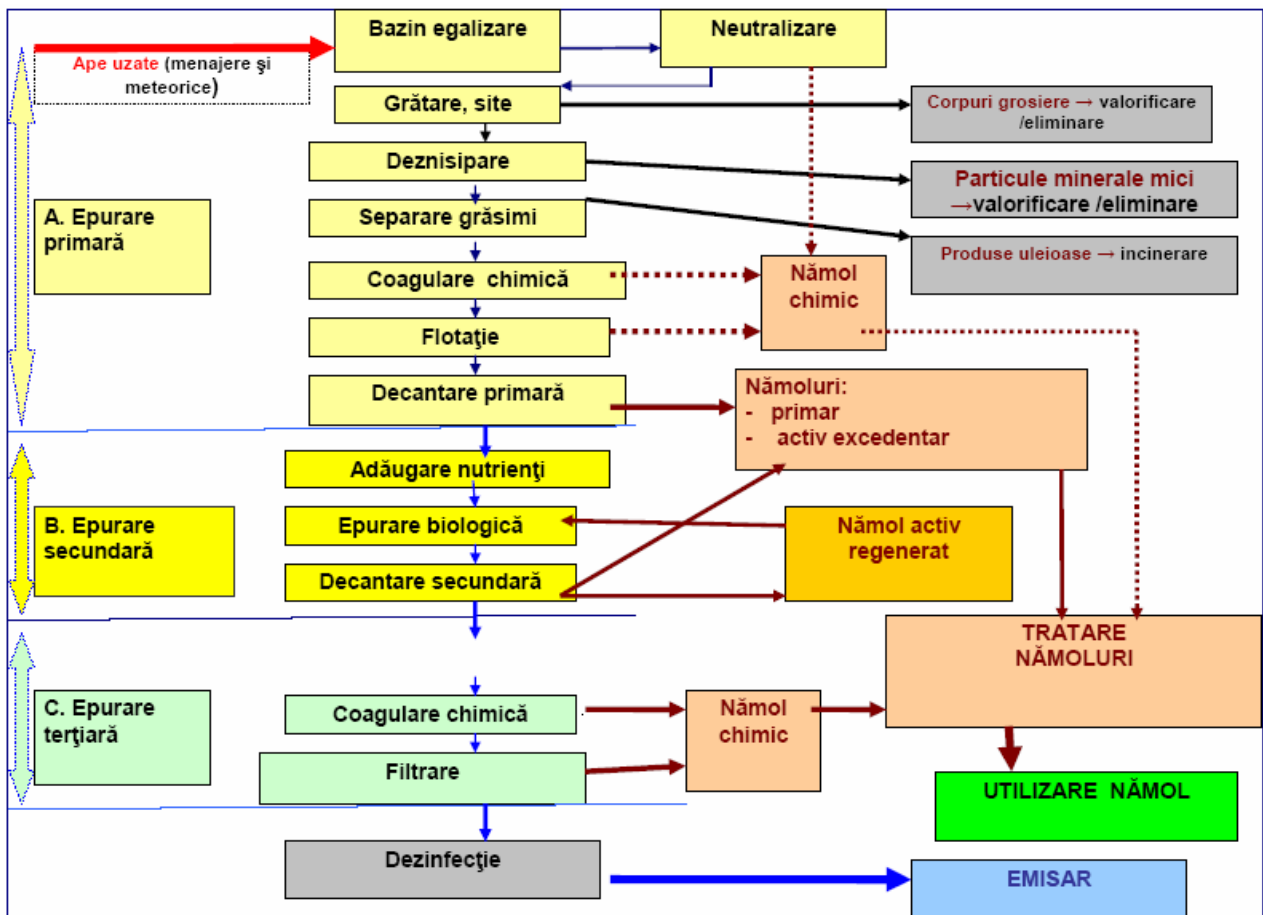 Bazin egalizare
Neutralizare
Ape uzate (menajere şi
meteorice)
Grătare, site
Corpuri grosiere → valorificare
/eliminare
Deznisipare
Particule minerale mici
→valorificare /eliminare
A. Epurare
primară
Separare grăsimi
Produse uleioase → incinerare
Coagulare chimică
Nămol
chimic
Flotaţie
Decantare primară
Nămoluri:
- primar
- activ excedentar
Adăugare nutrienţi
B. Epurare
secundară
Epurare biologică
Nămol activ
regenerat
Decantare secundară
TRATARE
NĂMOLURI
C. Epurare
terţiară
Coagulare chimică
Nămol
chimic
Filtrare
UTILIZARE NĂMOL
Dezinfecţie
EMISAR